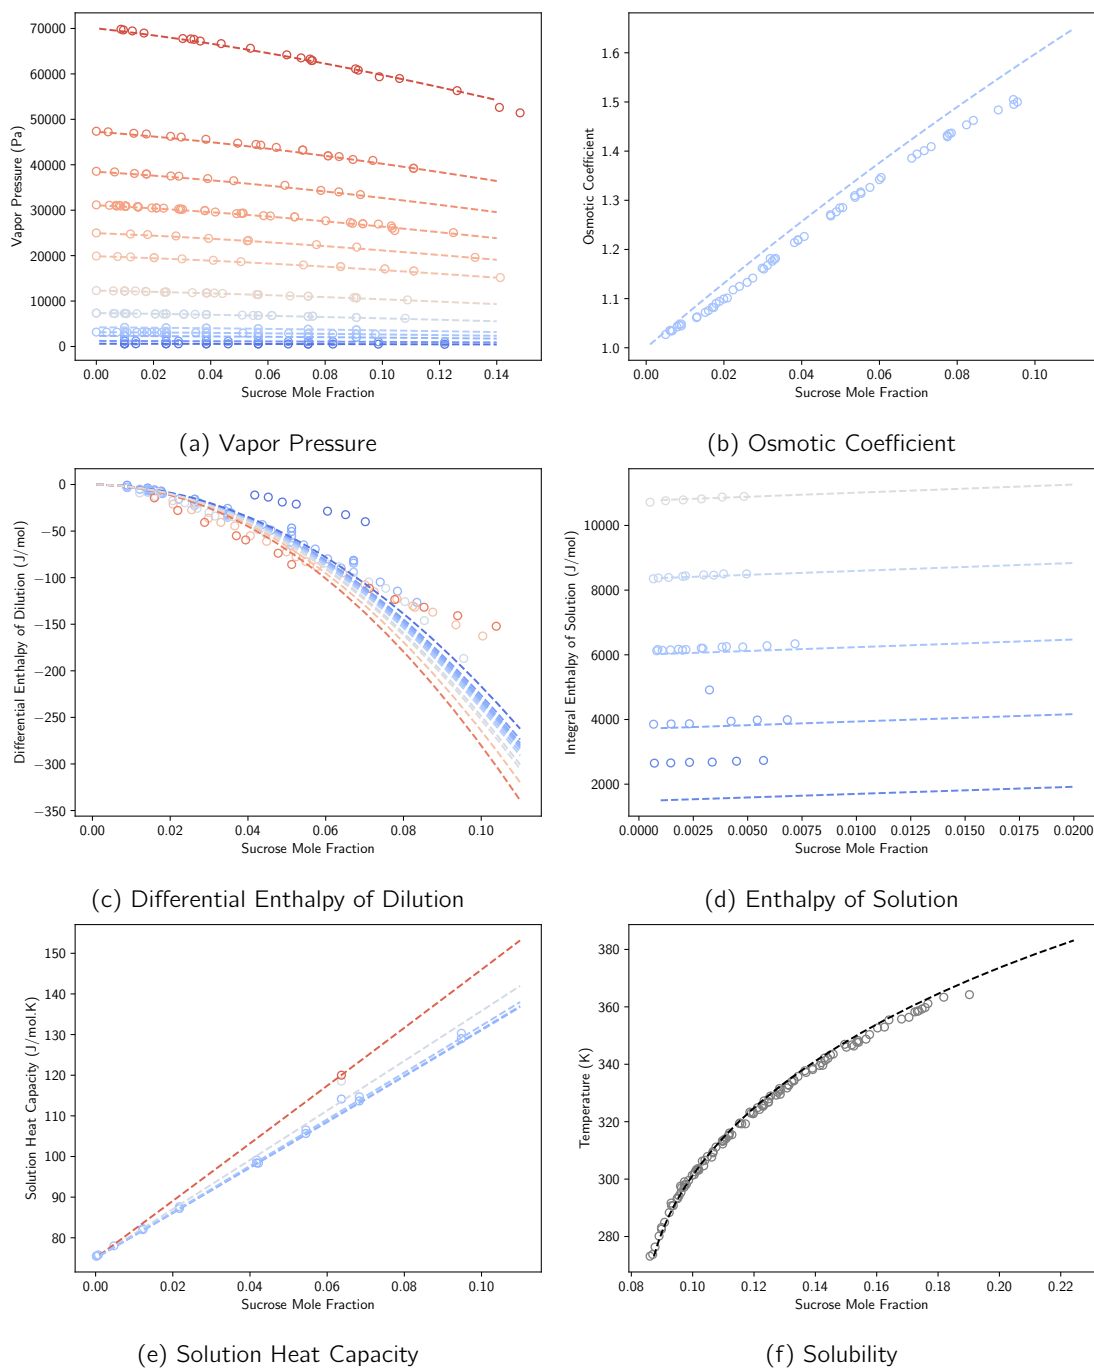 70000
60000
50000
40000
30000
20000
10000
0
Vapor Pressure (Pa)
0.00 0.02 0.04 0.06 0.08 0.10 0.12 0.14
Sucrose Mole Fraction
(a) Vapor Pressure
1.6
1.5
1.4
1.3
1.2
1.1
1.0
Osmotic Coefficient
0.02 0.04 0.06 0.08 0.10
Sucrose Mole Fraction
(b) Osmotic Coefficient
0
−50
−100
−150
−200
−250
−300
−350
Differential Enthalpy of Dilution (J/mol)
0.00 0.02 0.04 0.06 0.08 0.10
Sucrose Mole Fraction
(c) Differential Enthalpy of Dilution
10000
8000
6000
4000
2000
Integral Enthalpy of Solution (J/mol)
0.0000 0.0025 0.0050 0.0075 0.0100 0.0125 0.0150 0.0175 0.0200
Sucrose Mole Fraction
(d) Enthalpy of Solution
150
140
130
120
110
100
90
80
Solution Heat Capacity (J/mol.K)
0.00 0.02 0.04 0.06 0.08 0.10
Sucrose Mole Fraction
(e) Solution Heat Capacity
380
360
340
320
300
280
Temperature (K)
0.08 0.10 0.12 0.14 0.16 0.18 0.20 0.22
Sucrose Mole Fraction
(f) Solubility